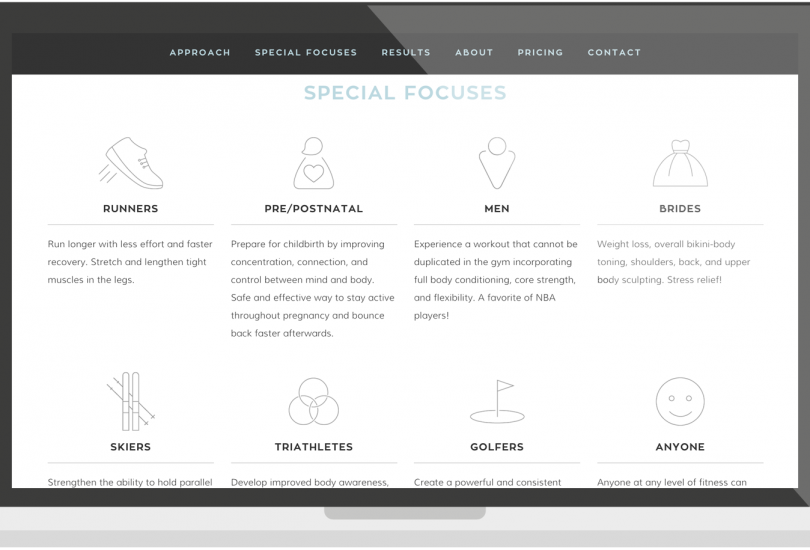 APPROACH SPECIAL FOCUSES RESULTS ABOUT PRICING CONTACT
SPECIAL FOCUSES
RUNNERS
Run longer with less effort and faster
recovery. Stretch and lengthen tight
muscles in the legs.
PRE/POSTNATAL
Prepare for childbirth by improving
concentration, connection, and
control between mind and body.
Safe and effective way to stay active
throughout pregnancy and bounce
back faster afterwards.
MEN
Experience a workout that cannot be
duplicated in the gym incorporating
full body conditioning, core strength,
and flexibility. A favorite of NBA
players!
BRIDES
Weight loss, overall bikini-body
toning, shoulders, back, and upper
body sculpting. Stress relief!
SKIERS
Strengthen the ability to hold parallel
TRIATHLETES
Develop improved body awareness,
GOLFERS
Create a powerful and consistent
ANYONE
Anyone at any level of fitness can